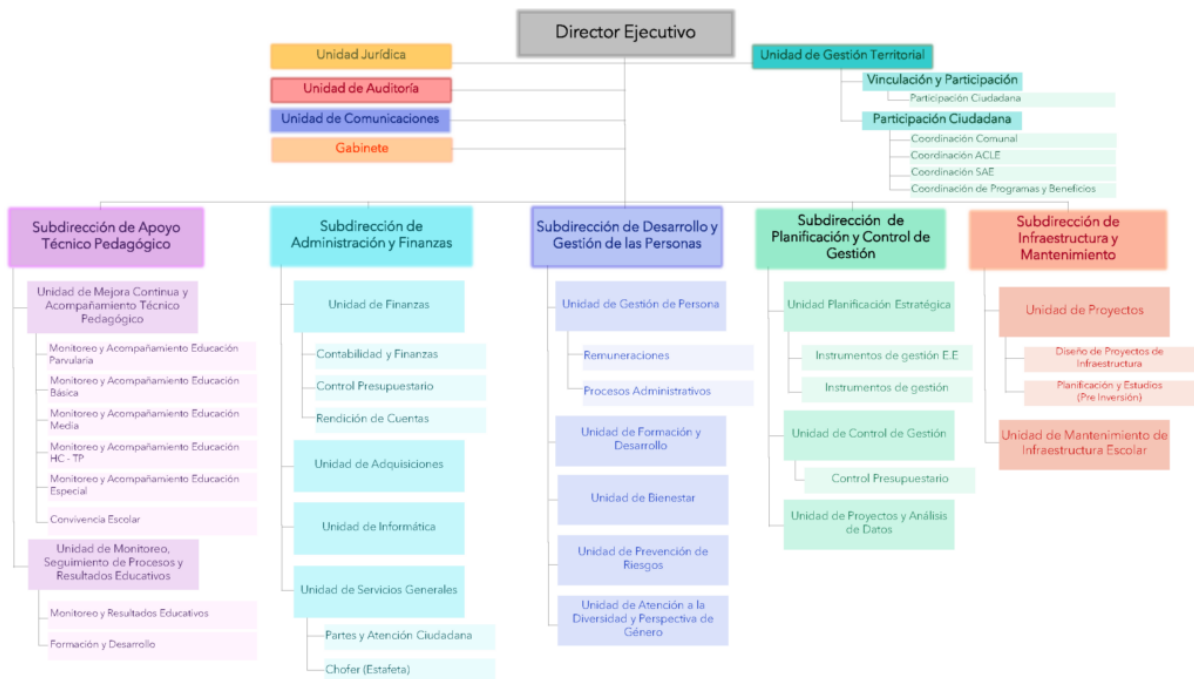 Director Ejecutivo
Unidad Jurídica
Unidad de Auditoría
Unidad de Comunicaciones
Gabinete
Unidad de Gestión Territorial
Vinculación y Participación
Participación Ciudadana
Participación Ciudadana
Coordinación Comunal
Coordinación ACLE
Coordinación SAE
Coordinación de Programas y Beneficios
Subdirección de Apoyo
Técnico Pedagógico
Unidad de Mejora Continua y
Acompañamiento Técnico
Pedagógico
Monitoreo y Acompañamiento Educación
Parvularia
Monitoreo y Acompañamiento Educación
Básica
Monitoreo y Acompañamiento Educación
Media
Monitoreo y Acompañamiento Educación
HC - TP
Monitoreo y Acompañamiento Educación
Especial
Convivencia Escolar
Unidad de Monitoreo,
Seguimiento de Procesos y
Resultados Educativos
Monitoreo y Resultados Educativos
Formación y Desarrollo
Subdirección de
Administración y Finanzas
Unidad de Finanzas
Contabilidad y Finanzas
Control Presupuestario
Rendición de Cuentas
Unidad de Adquisiciones
Unidad de Informática
Unidad de Servicios Generales
Partes y Atención Ciudadana
Chofer (Estafeta)
Subdirección de Desarrollo y
Gestión de las Personas
Unidad de Gestión de Persona
Remuneraciones
Procesos Administrativos
Unidad de Formación y
Desarrollo
Unidad de Bienestar
Unidad de Prevención de
Riesgos
Unidad de Atención a la
Diversidad y Perspectiva de
Género
Subdirección de
Planificación y Control de
Gestión
Unidad Planificación Estratégica
Instrumentos de gestión E.E
Instrumentos de gestión
Unidad de Control de Gestión
Control Presupuestario
Unidad de Proyectos y Análisis
de Datos
Subdirección de
Infraestructura y
Mantenimiento
Unidad de Proyectos
Diseño de Proyectos de
Infraestructura
Planificación y Estudios
(Pre Inversión)
Unidad de Mantenimiento de
Infraestructura Escolar